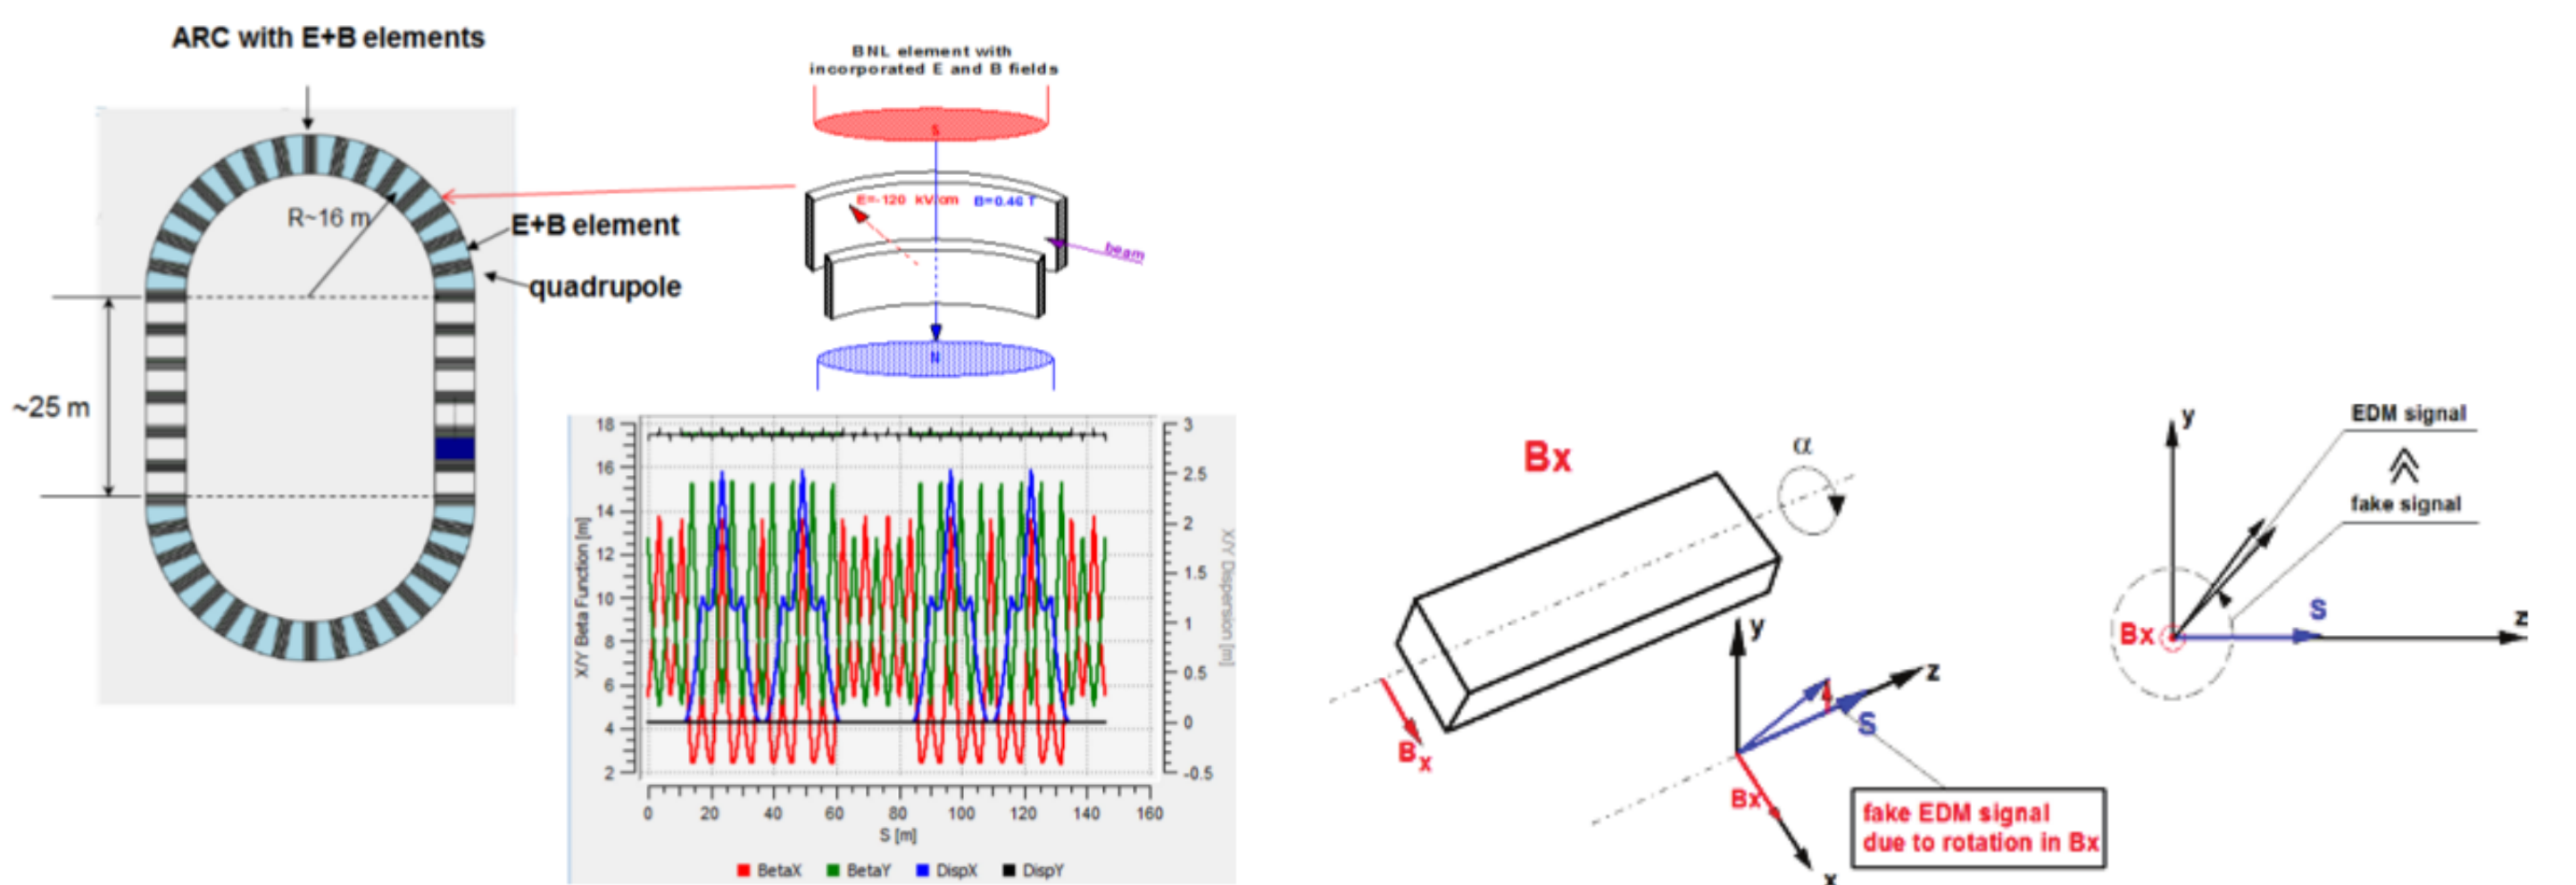 ARC with E+B elements
R~16 m
E+B element
quadrupole
~25 m
BNL element with
incorporated E and B fields
S
E=-120 kV/cm
B=0.46 T
beam
N
X/Y Beta Function [m]
18
16
14
12
10
8
6
4
2
3
2.5
2
1.5
1
0.5
0
-0.5
X/Y Dispersion [m]
0 20 40 60 80 100 120 140 160
S [m]
BetaX BetaY DispX DispY
Bx
α
Bx
y
z
S
Bx
x
fake EDM signal
due to rotation in Bx
y
EDM signal
fake signal
S
Bx
z